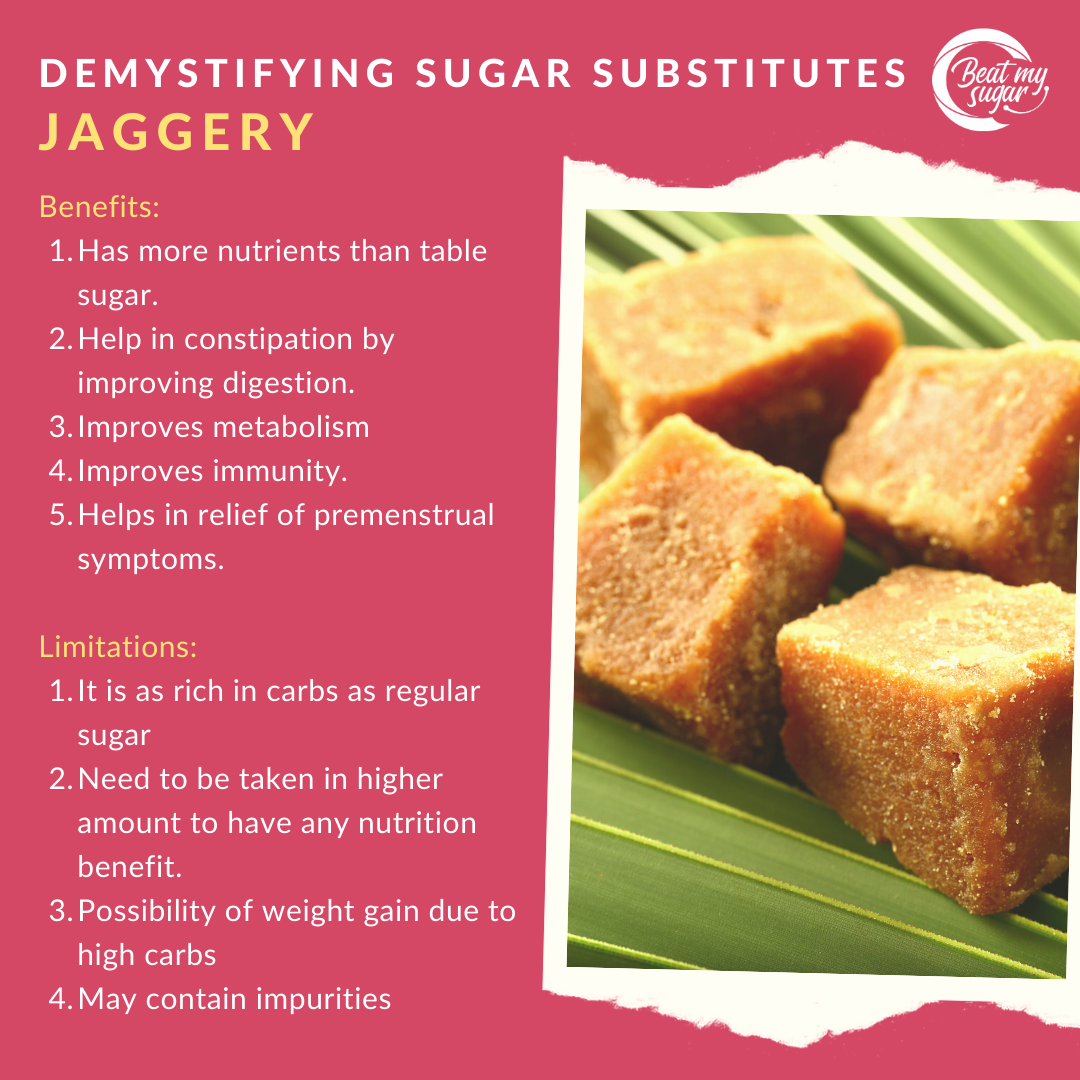 DEMYSTIFYING SUGAR SUBSTITUTES
Beat my
sugar
JAGGERY
Benefits:
1. Has more nutrients than table
sugar.
2. Help in constipation by
improving digestion.
3. Improves metabolism
4. Improves immunity.
5. Helps in relief of premenstrual
symptoms.
Limitations:
1. It is as rich in carbs as regular
sugar
2. Need to be taken in higher
amount to have any nutrition
benefit.
3. Possibility of weight gain due to
high carbs
4. May contain impurities